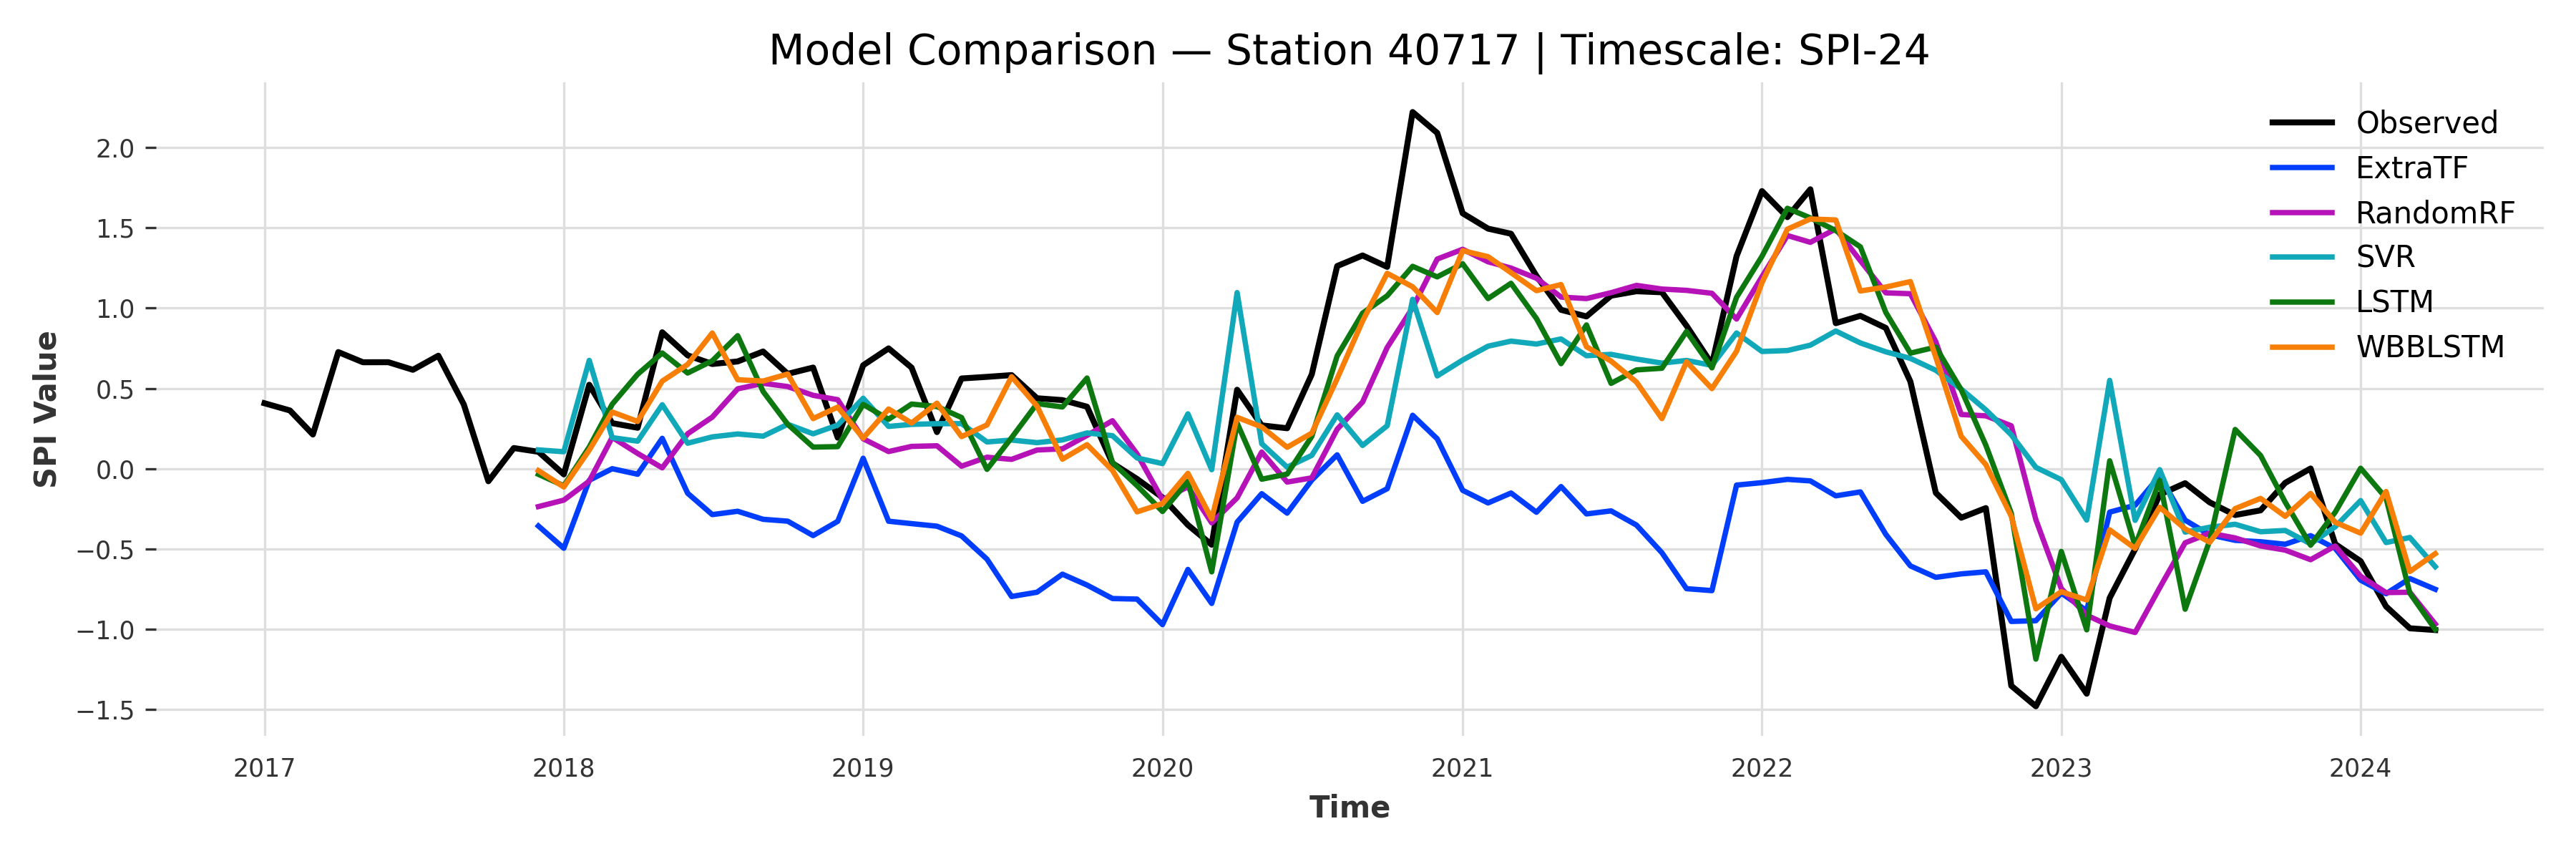 Model Comparison — Station 40717 | Timescale: SPI-24
Observed
ExtraTF
RandomRF
SVR
LSTM
WBBLSTM
SPI Value
2.0
1.5
1.0
0.5
0.0
−0.5
−1.0
−1.5
2017 2018 2019 2020 2021 2022 2023 2024
Time